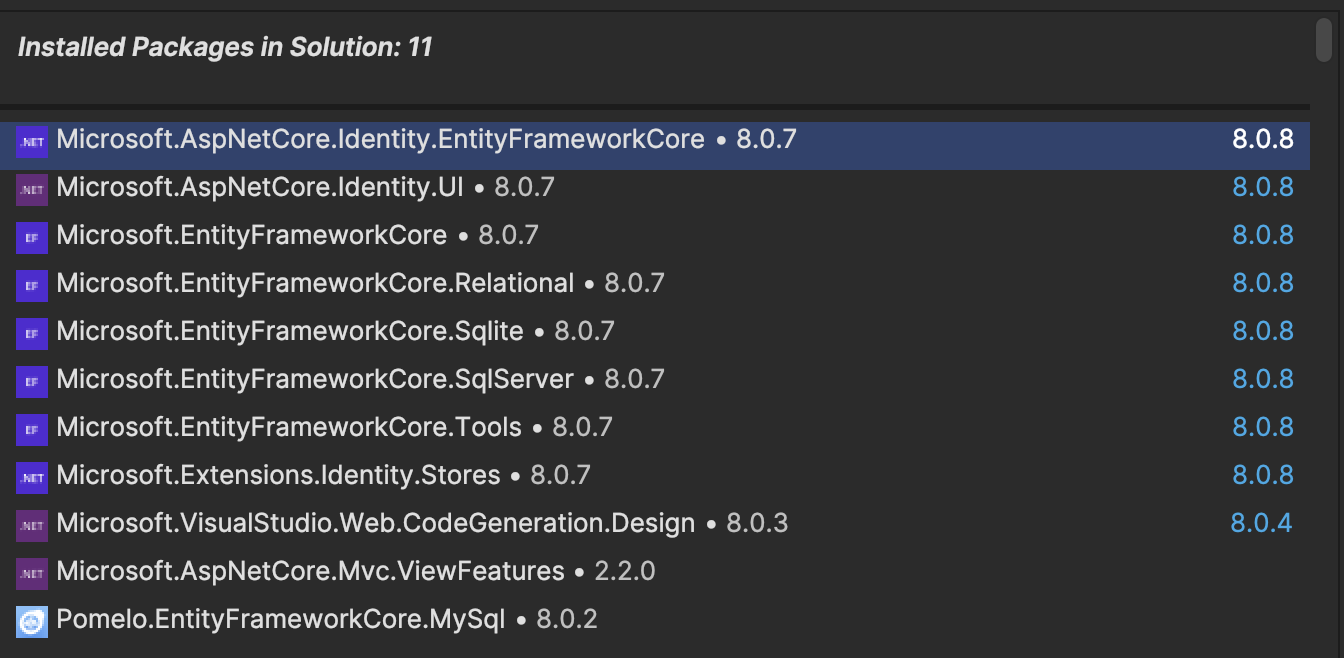 Installed Packages in Solution: 11
.NET Microsoft.AspNetCore.Identity.EntityFrameworkCore • 8.0.7 8.0.8
.NET Microsoft.AspNetCore.Identity.UI • 8.0.7 8.0.8
EF Microsoft.EntityFrameworkCore • 8.0.7 8.0.8
EF Microsoft.EntityFrameworkCore.Relational • 8.0.7 8.0.8
EF Microsoft.EntityFrameworkCore.Sqlite • 8.0.7 8.0.8
EF Microsoft.EntityFrameworkCore.SqlServer • 8.0.7 8.0.8
EF Microsoft.EntityFrameworkCore.Tools • 8.0.7 8.0.8
.NET Microsoft.Extensions.Identity.Stores • 8.0.7 8.0.8
.NET Microsoft.VisualStudio.Web.CodeGeneration.Design • 8.0.3 8.0.4
.NET Microsoft.AspNetCore.Mvc.ViewFeatures • 2.2.0
Pomelo.EntityFrameworkCore.MySql • 8.0.2